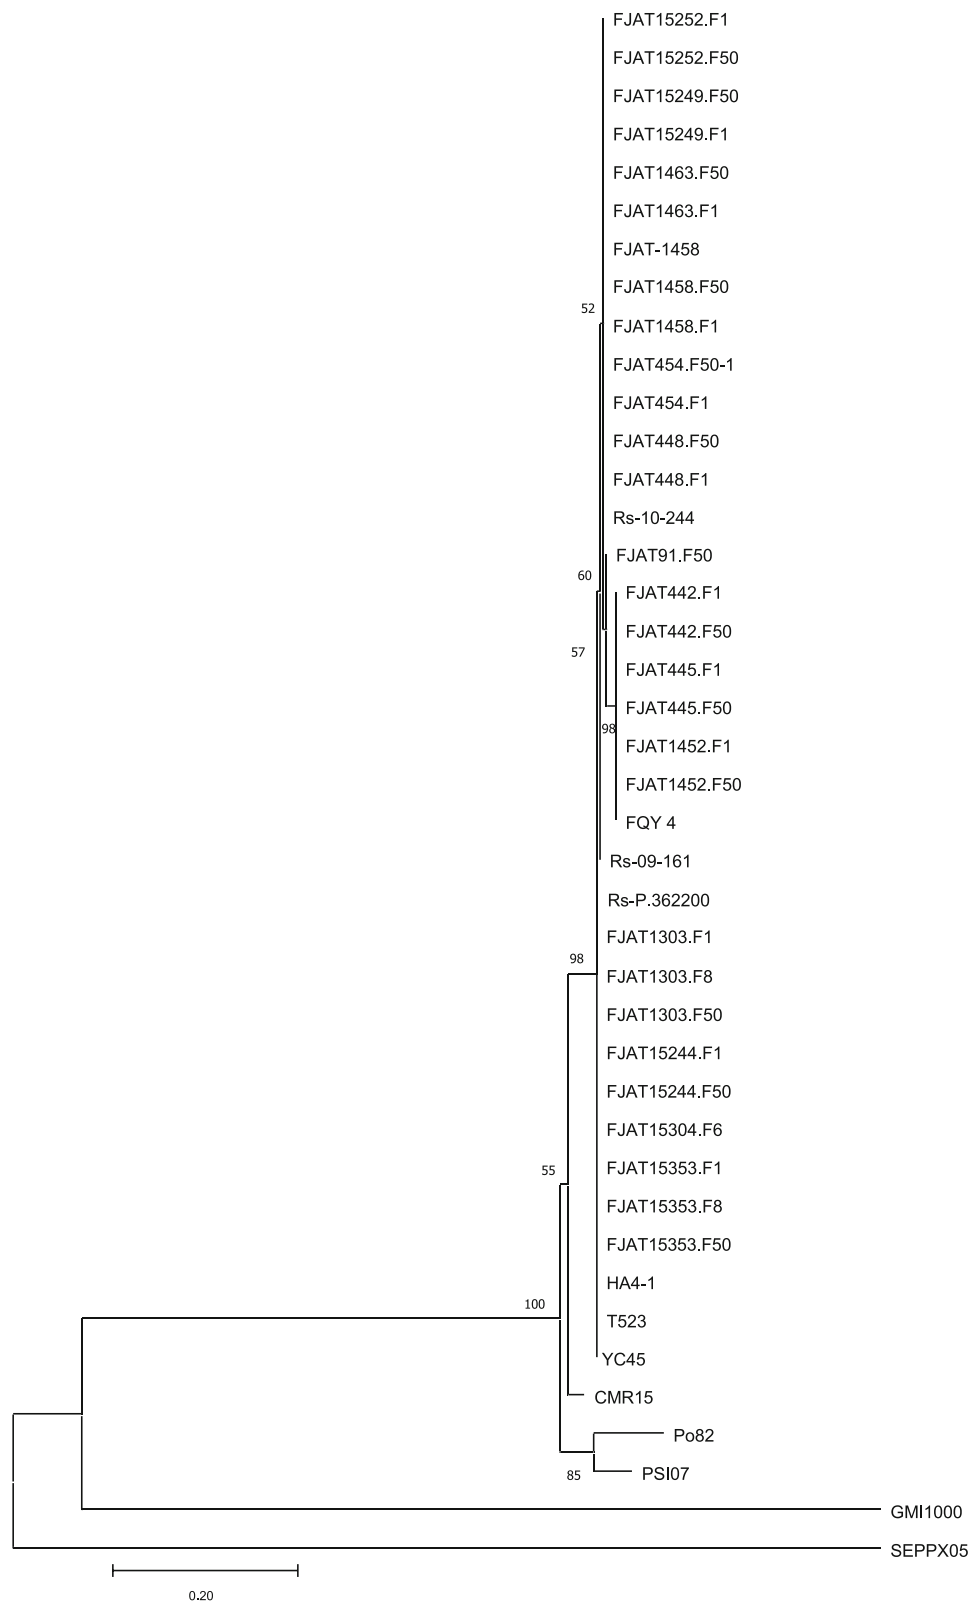 FJAT15252.F1
FJAT15252.F50
FJAT15249.F50
FJAT15249.F1
FJAT1463.F50
FJAT1463.F1
FJAT-1458
FJAT1458.F50
52
FJAT1458.F1
FJAT454.F50-1
FJAT454.F1
FJAT448.F50
FJAT448.F1
Rs-10-244
FJAT91.F50
60
FJAT442.F1
FJAT442.F50
57
FJAT445.F1
FJAT445.F50
98
FJAT1452.F1
FJAT1452.F50
FQY 4
Rs-09-161
Rs-P.362200
FJAT1303.F1
98
FJAT1303.F8
FJAT1303.F50
FJAT15244.F1
FJAT15244.F50
FJAT15304.F6
55
FJAT15353.F1
FJAT15353.F8
FJAT15353.F50
HA4-1
100
T523
YC45
CMR15
Po82
85
PSI07
GMI1000
SEPPX05
0.20